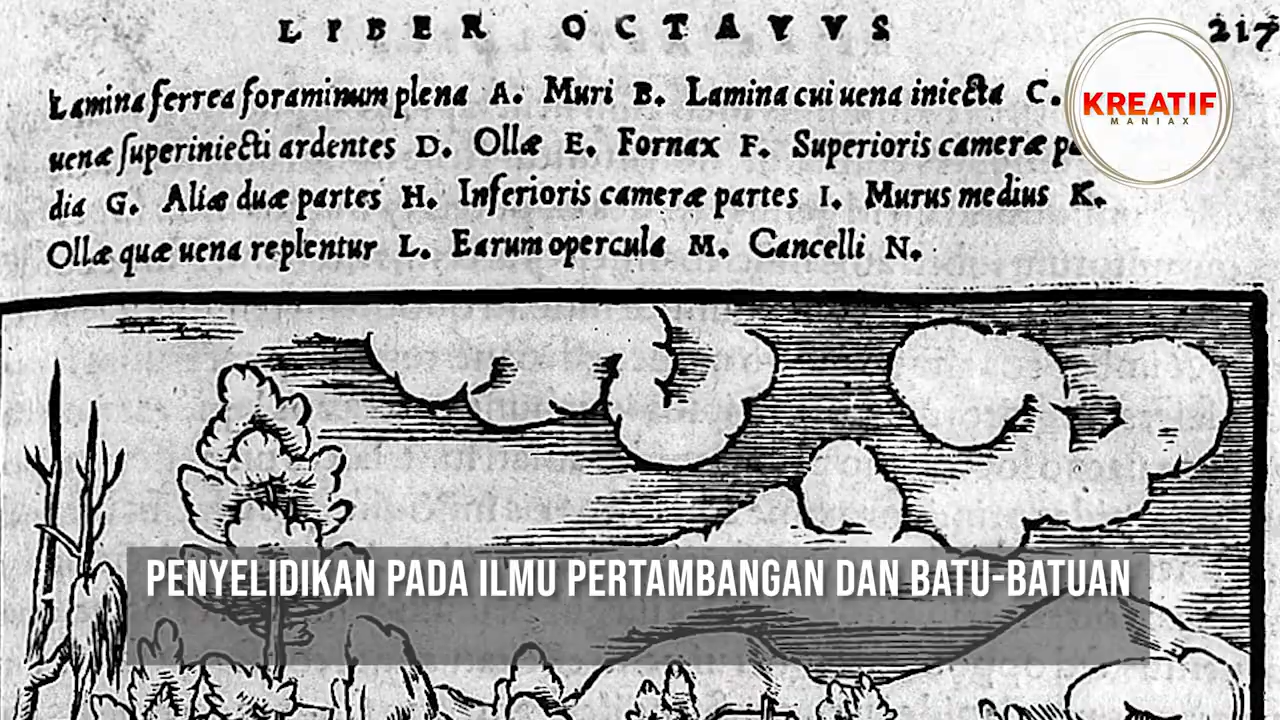 LIBER OCTAVVS 217
Lamina ferrea foraminum plena A. Muri B. Lamina cui uena iniecta C.
uenæ superiniecti ardentes D. Ollæ E. Fornax F. Superioris cameræ
dia G. Aliæ duæ partes H. Inferioris cameræ partes I. Murus medius K.
Ollæ quæ uena replentur L. Earum opercula M. Cancelli N.
KREATIF
MANIAX
PENYELIDIKAN PADA ILMU PERTAMBANGAN DAN BATU-BATUAN